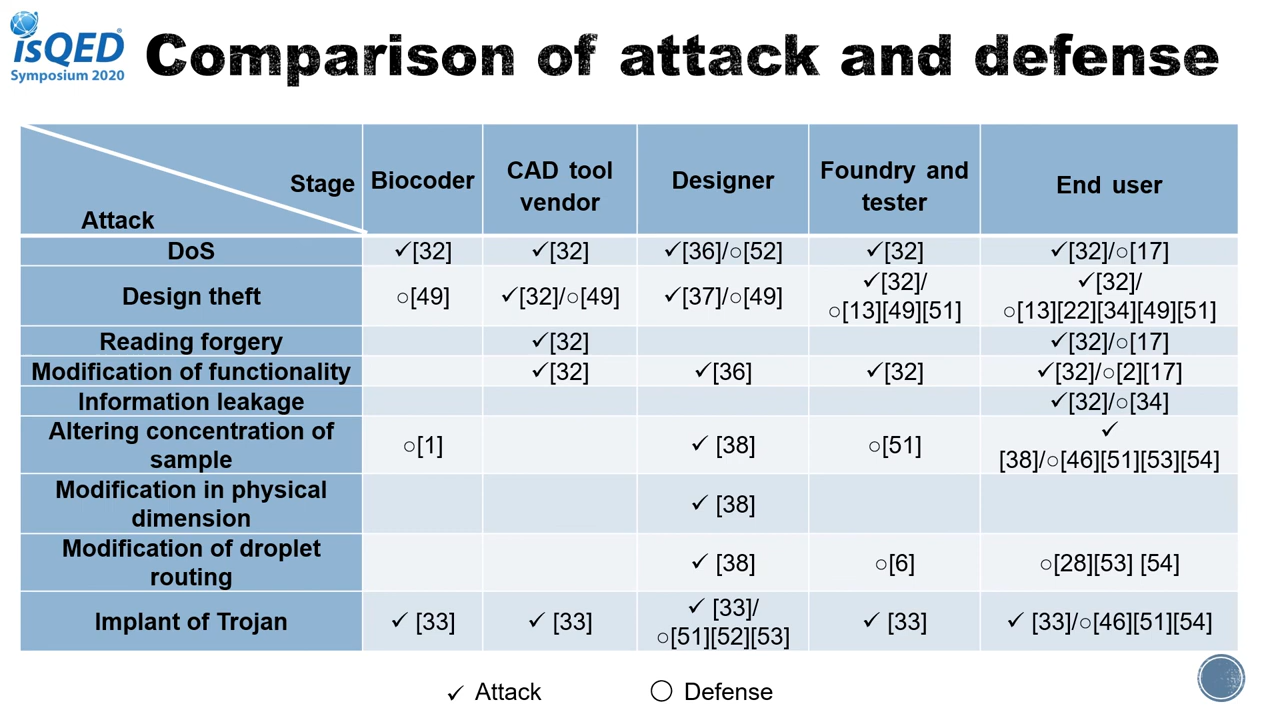 isQED
Symposium 2020
Comparison of attack and defense
Stage
Attack
Biocoder
CAD tool
vendor
Designer
Foundry and
tester
End user
DoS
✓[32]
✓[32]
✓[36]/○[52]
✓[32]
✓[32]/○[17]
Design theft
○[49]
✓[32]/○[49]
✓[37]/○[49]
✓[32]/
○[13][49][51]
✓[32]/
○[13][22][34][49][51]
Reading forgery
✓[32]
✓[32]/○[17]
Modification of functionality
✓[32]
✓[36]
✓[32]
✓[32]/○[2][17]
Information leakage
✓[32]/○[34]
Altering concentration of
sample
○[1]
✓ [38]
○[51]
✓
[38]/○[46][51][53][54]
Modification in physical
dimension
✓ [38]
Modification of droplet
routing
✓ [38]
○[6]
○[28][53] [54]
Implant of Trojan
✓ [33]
✓ [33]
✓ [33]/
○[51][52][53]
✓ [33]
✓ [33]/○[46][51][54]
✓ Attack
○ Defense